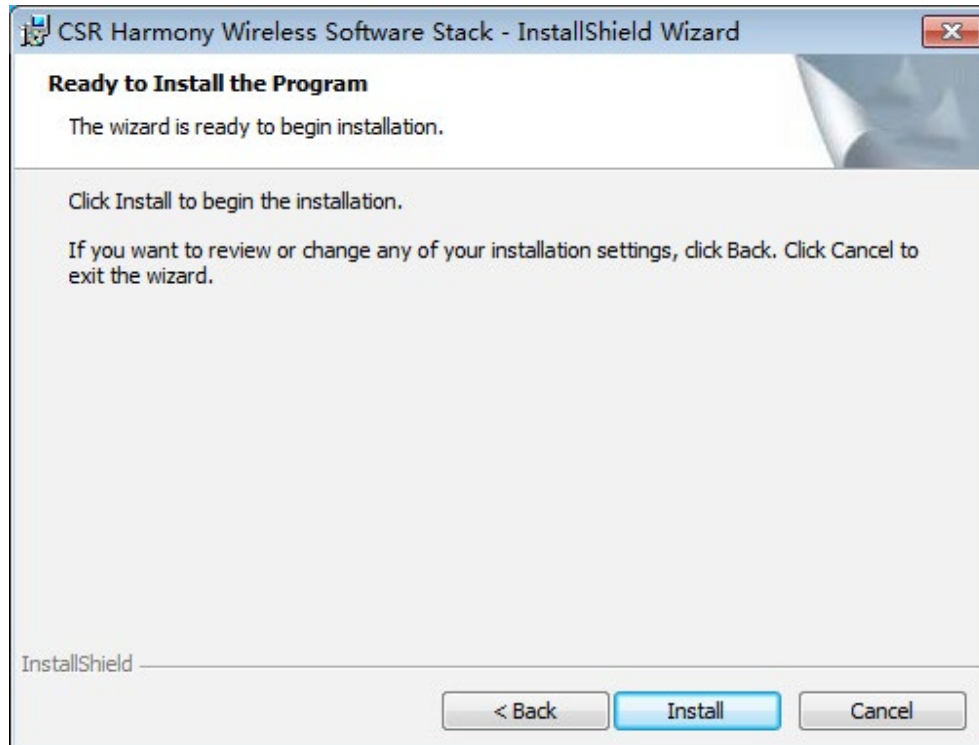 CSR Harmony Wireless Software Stack - InstallShield Wizard
Ready to Install the Program
The wizard is ready to begin installation.
Click Install to begin the installation.
If you want to review or change any of your installation settings, click Back. Click Cancel to
exit the wizard.
InstallShield
< Back Install Cancel